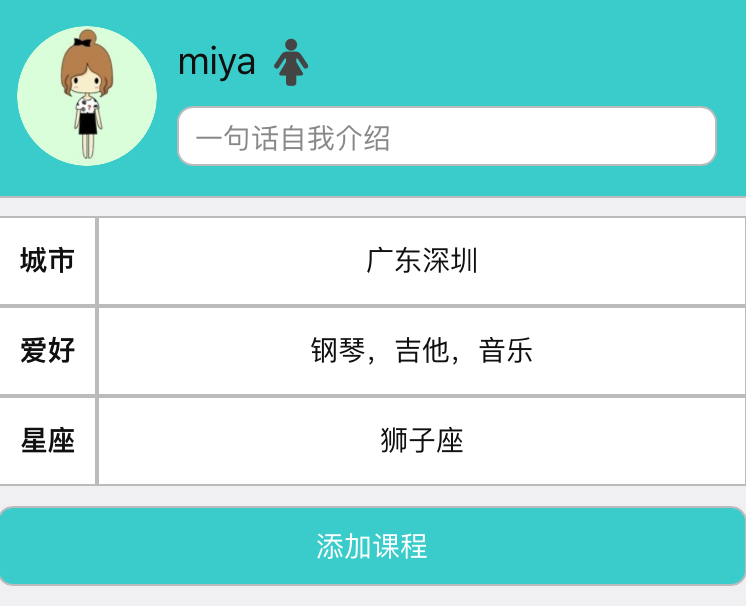 miya
一句话自我介绍
城市 广东深圳
爱好 钢琴，吉他，音乐
星座 狮子座
添加课程